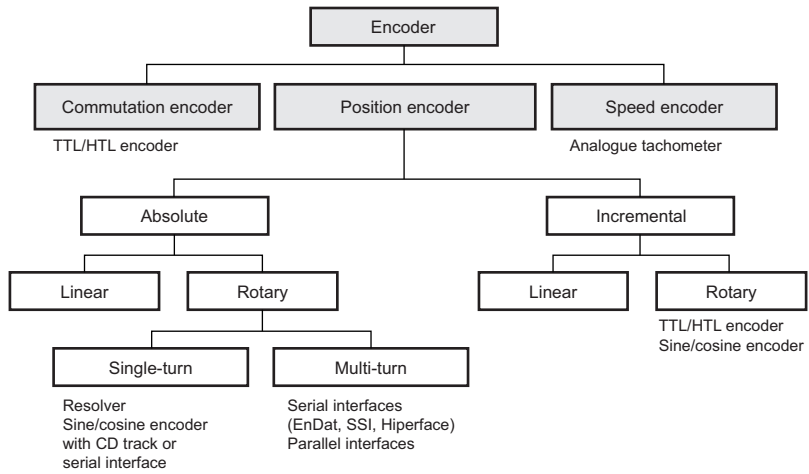 Encoder
Commutation encoder
Position encoder
Speed encoder
TTL/HTL encoder
Analogue tachometer
Absolute
Incremental
Linear
Rotary
Linear
Rotary
TTL/HTL encoder
Sine/cosine encoder
Single-turn
Multi-turn
Resolver
Sine/cosine encoder
with CD track or
serial interface
Serial interfaces
(EnDat, SSI, Hiperface)
Parallel interfaces